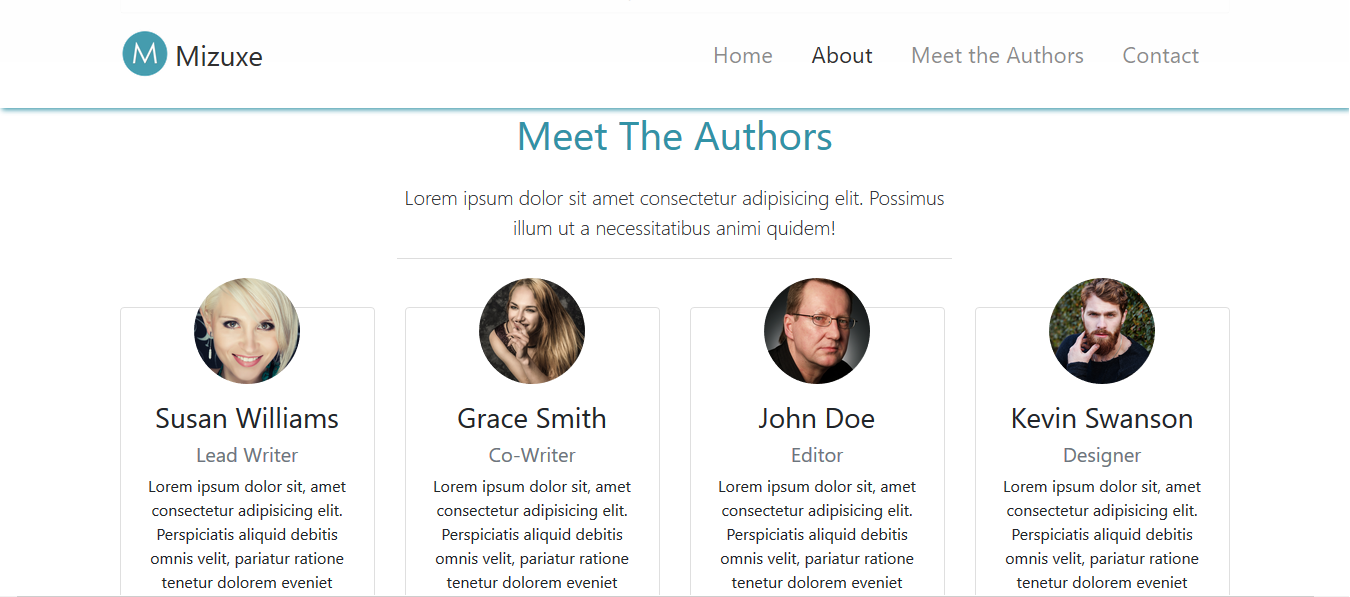 M Mizuxe
Home About Meet the Authors Contact
Meet The Authors
Lorem ipsum dolor sit amet consectetur adipisicing elit. Possimus
illum ut a necessitatibus animi quidem!
Susan Williams
Lead Writer
Lorem ipsum dolor sit, amet
consectetur adipisicing elit.
Perspiciatis aliquid debitis
omnis velit, pariatur ratione
tenetur dolorem eveniet
Grace Smith
Co-Writer
Lorem ipsum dolor sit, amet
consectetur adipisicing elit.
Perspiciatis aliquid debitis
omnis velit, pariatur ratione
tenetur dolorem eveniet
John Doe
Editor
Lorem ipsum dolor sit, amet
consectetur adipisicing elit.
Perspiciatis aliquid debitis
omnis velit, pariatur ratione
tenetur dolorem eveniet
Kevin Swanson
Designer
Lorem ipsum dolor sit, amet
consectetur adipisicing elit.
Perspiciatis aliquid debitis
omnis velit, pariatur ratione
tenetur dolorem eveniet